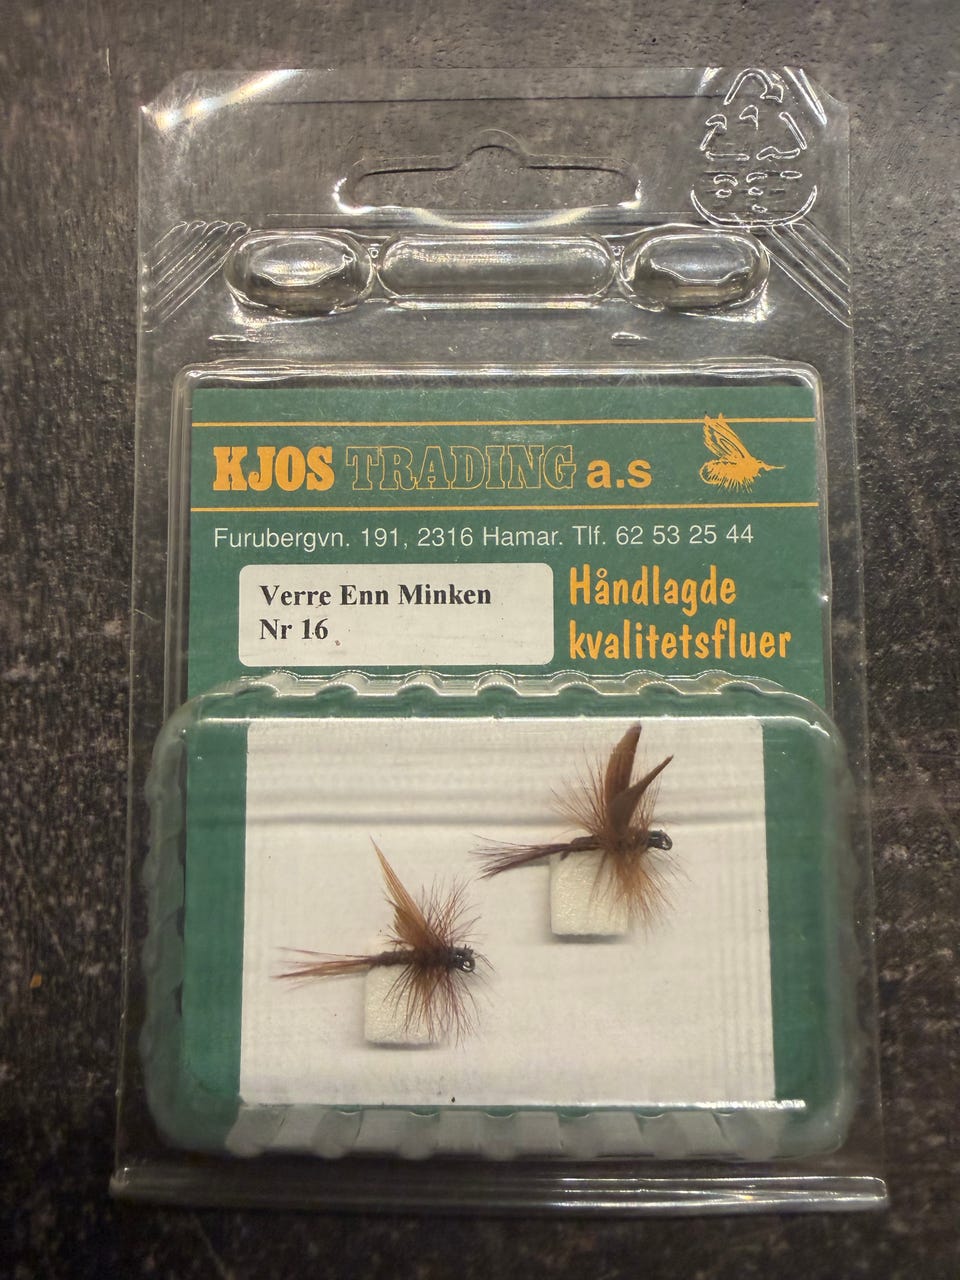 KJOS TRADING a.s
Furubergvn. 191, 2316 Hamar. Tlf. 62 53 25 44
Verre Enn Minken
Nr 16
Håndlagde
kvalitetsfluer